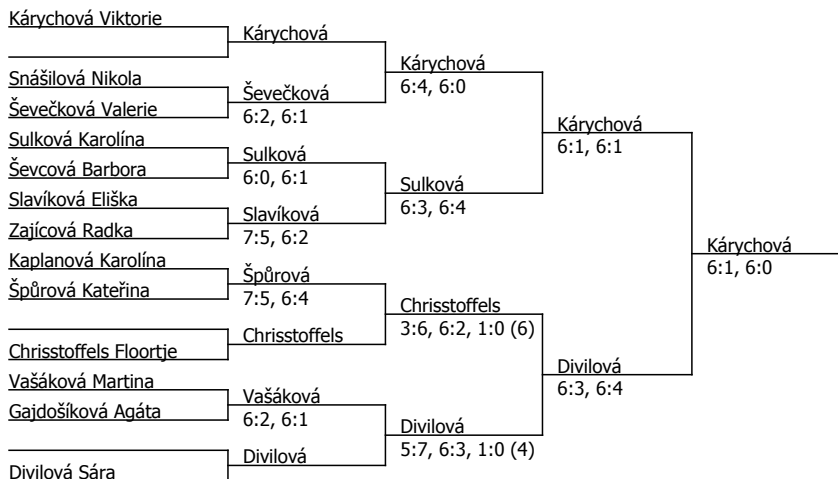 Kárychová Viktorie
Kárychová
Kárychová
6:4, 6:0
Snášilová Nikola
Ševečková Valerie
Ševečková
6:2, 6:1
Kárychová
6:1, 6:1
Sulková Karolína
Ševcová Barbora
Sulková
6:0, 6:1
Sulková
6:3, 6:4
Slavíková Eliška
Zajícová Radka
Slavíková
7:5, 6:2
Kárychová
6:1, 6:0
Kaplanová Karolína
Špůrová Kateřina
Špůrová
7:5, 6:4
Chrisstoffels
3:6, 6:2, 1:0 (6)
Chrisstoffels Floortje
Chrisstoffels
Divilová
6:3, 6:4
Vašáková Martina
Gajdošíková Agáta
Vašáková
6:2, 6:1
Divilová
5:7, 6:3, 1:0 (4)
Divilová
Divilová Sára